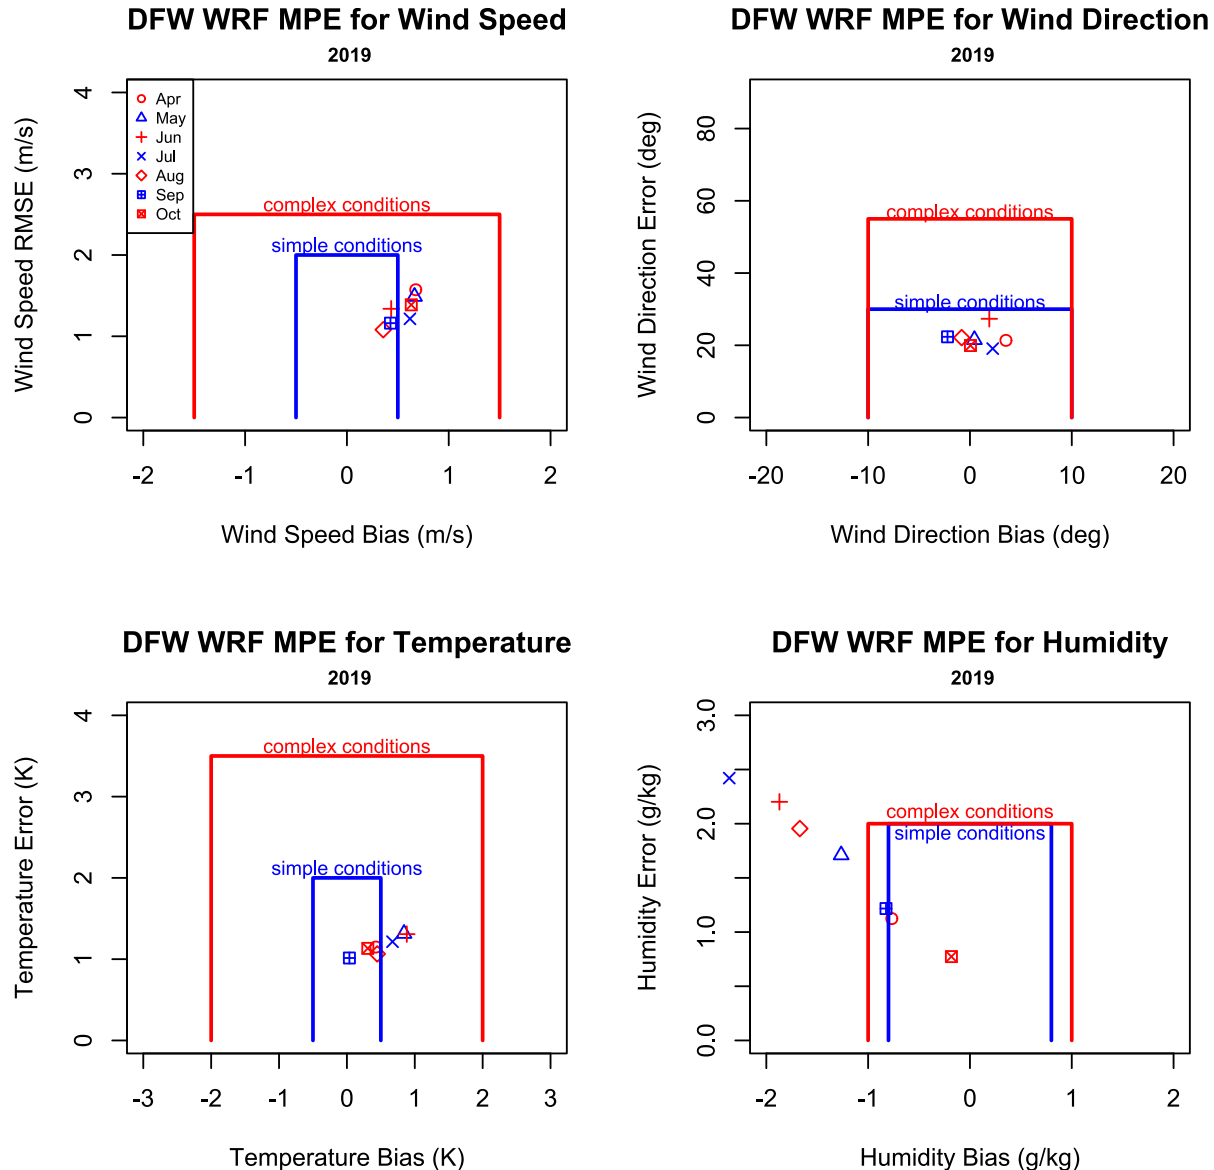 DFW WRF MPE for Wind Speed
2019
Wind Speed RMSE (m/s)
4
3
2
1
0
Apr
May
Jun
Jul
Aug
Sep
Oct
complex conditions
simple conditions
-2 -1 0 1 2
Wind Speed Bias (m/s)
DFW WRF MPE for Wind Direction
2019
Wind Direction Error (deg)
80
60
40
20
0
complex conditions
simple conditions
-20 -10 0 10 20
Wind Direction Bias (deg)
DFW WRF MPE for Temperature
2019
Temperature Error (K)
4
3
2
1
0
complex conditions
simple conditions
-3 -2 -1 0 1 2 3
Temperature Bias (K)
DFW WRF MPE for Humidity
2019
Humidity Error (g/kg)
3.0
2.0
1.0
0.0
complex conditions
simple conditions
-2 -1 0 1 2
Humidity Bias (g/kg)